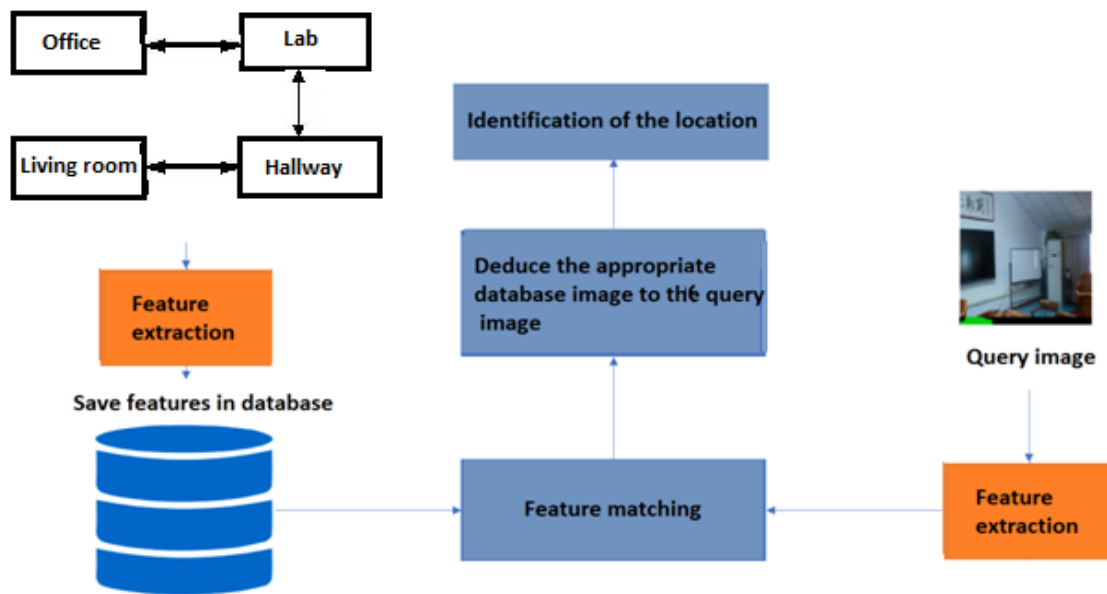 Office
Lab
Living room
Hallway
Feature
extraction
Save features in database
Identification of the location
Deduce the appropriate
database image to the query
image
Feature matching
Query image
Feature
extraction